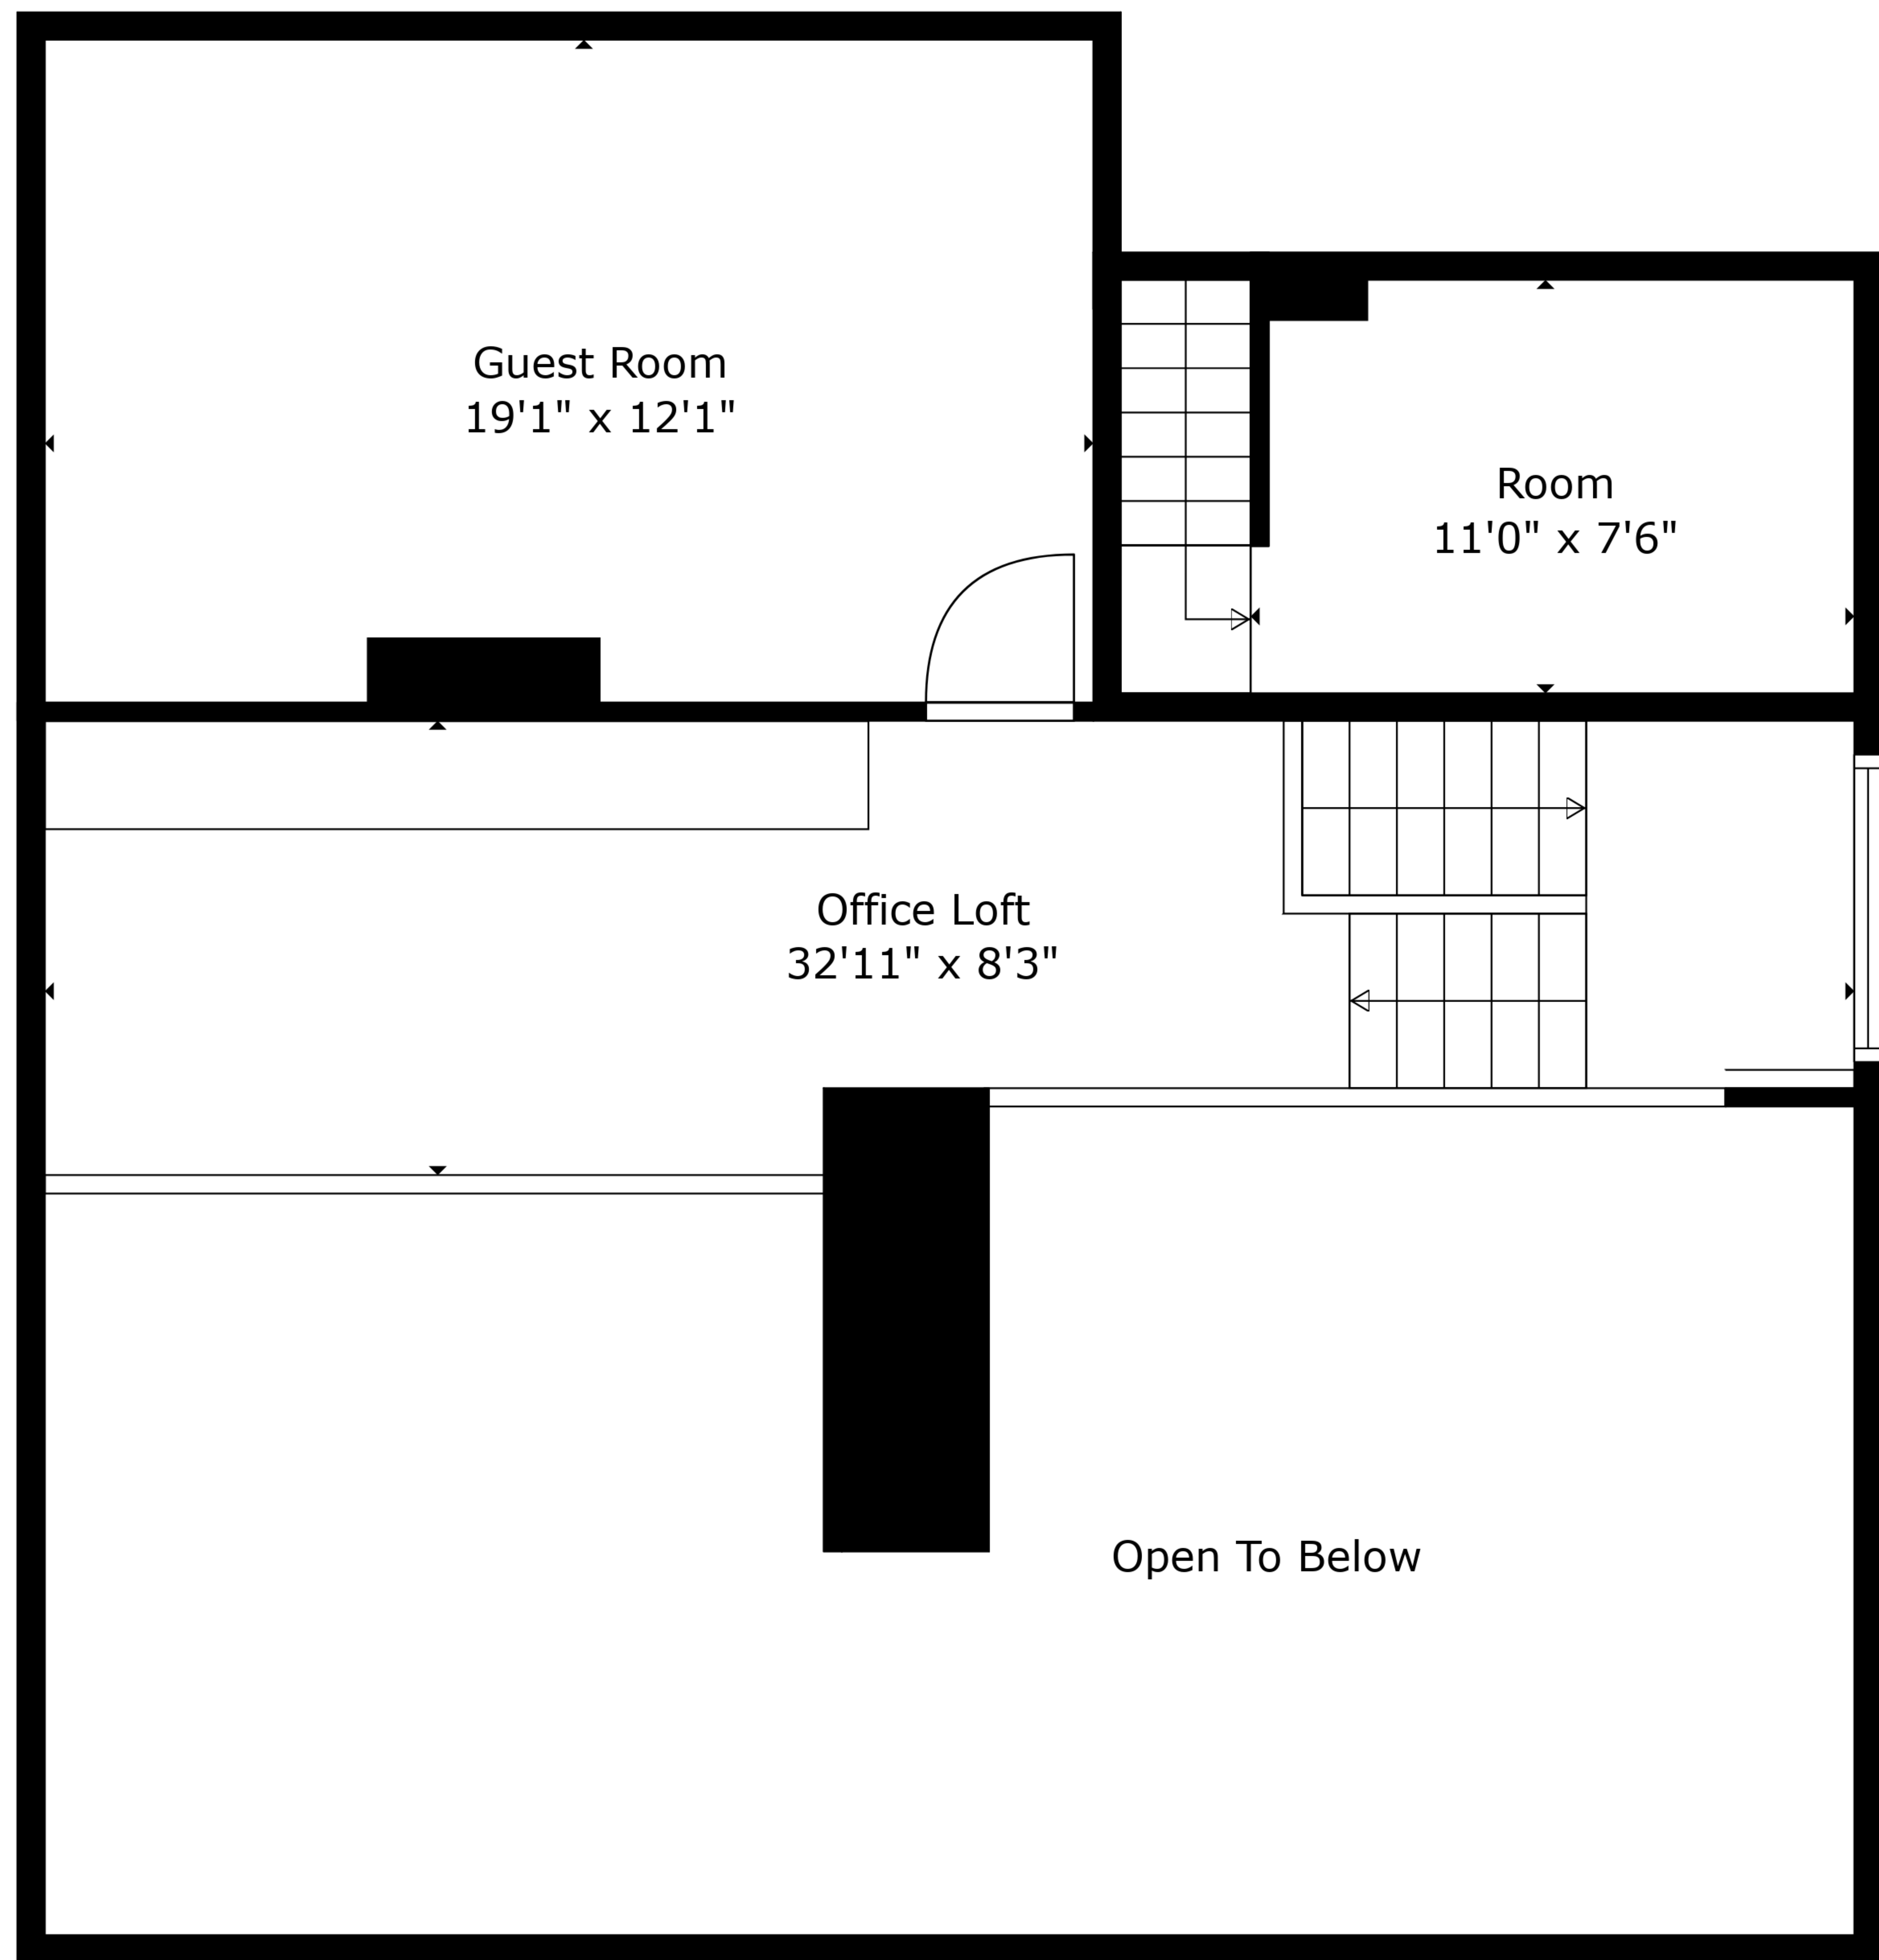 Guest Room
19'1" x 12'1"
Room
11'0" x 7'6"
Office Loft
32'11" x 8'3"
Open To Below